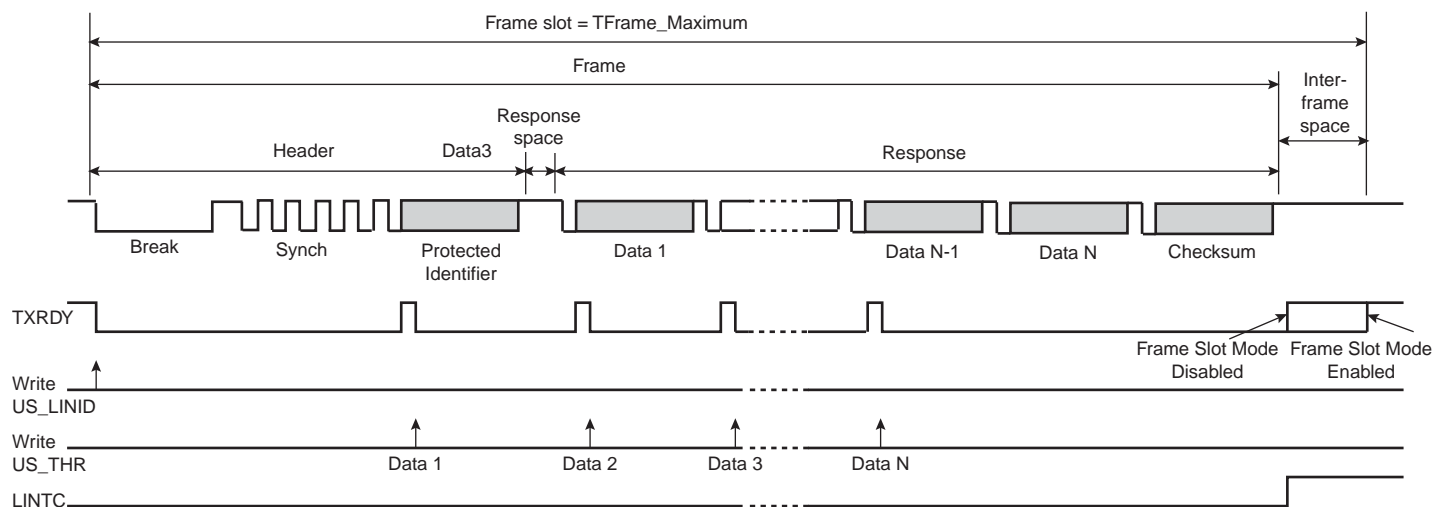 Frame slot = TFrame_Maximum
Frame
Inter-
frame
space
Response
space
Header
Data3
Response
Break
Synch
Protected
Identifier
Data 1
Data N-1
Data N
Checksum
TXRDY
Frame Slot Mode
Disabled
Frame Slot Mode
Enabled
Write
US_LINID
Write
US_THR
Data 1
Data 2
Data 3
Data N
LINTC